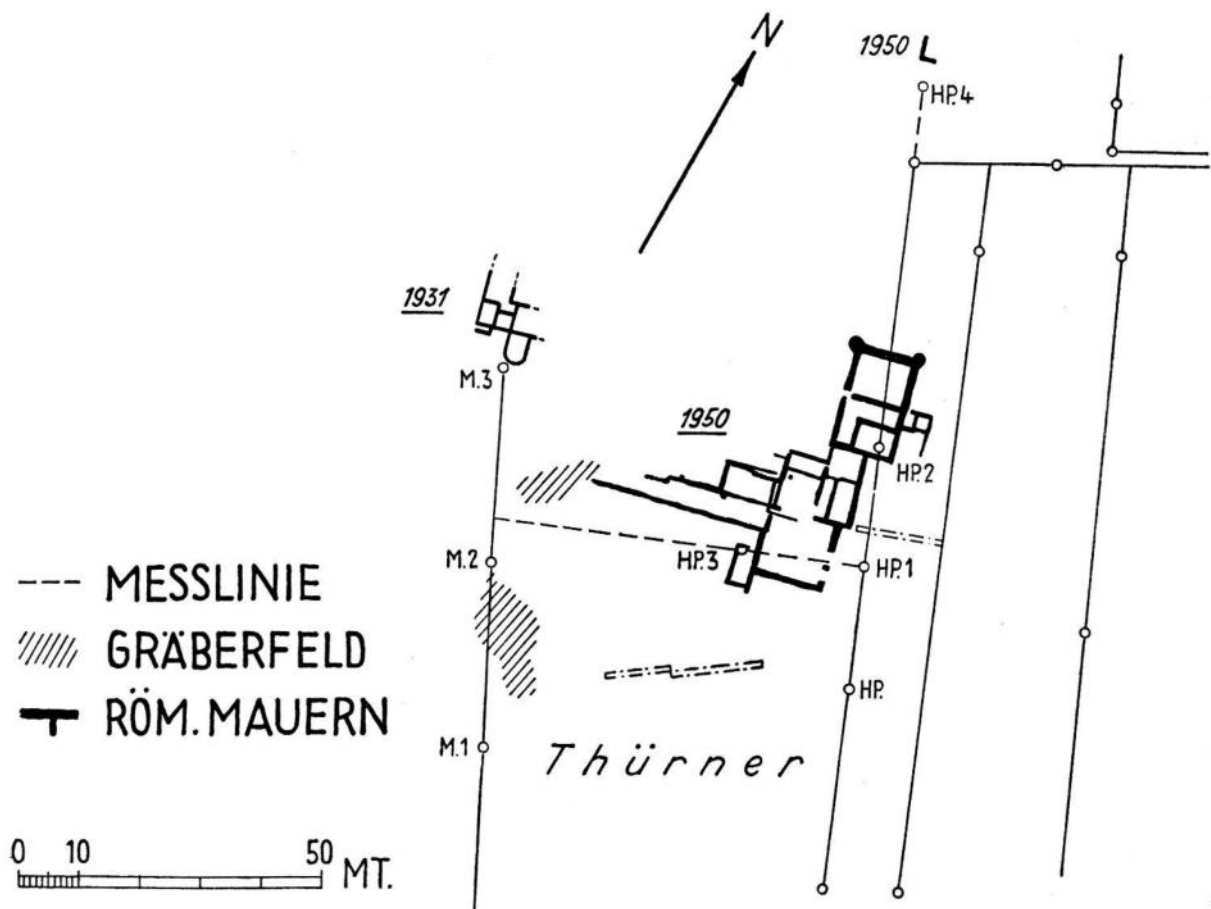 N
1950 L
HP.4
1931
M.3
1950
HP.2
HP.3
HP.1
M.2
--- MESSLINIE
GRÄBERFELD
RÖM. MAUERN
HP.
M.1
Thürner
0 10 50 MT.